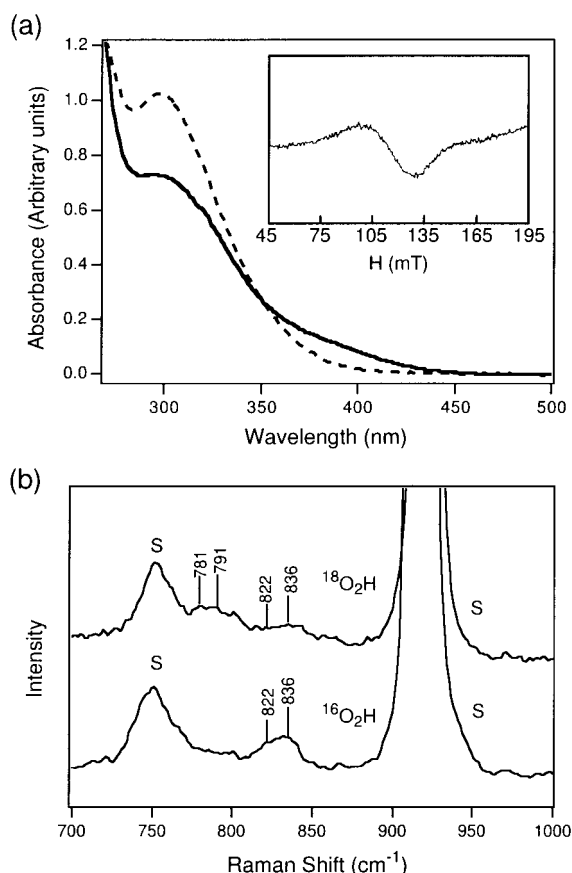 (a)
Absorbance (Arbitrary units)
1.2
1.0
0.8
0.6
0.4
0.2
0.0
300
350
400
450
500
Wavelength (nm)
45
75
105
135
165
195
H (mT)
(b)
Intensity
S
781
791
822
836
¹⁸O₂H
S
S
822
836
¹⁶O₂H
S
700
750
800
850
900
950
1000
Raman Shift (cm⁻¹)